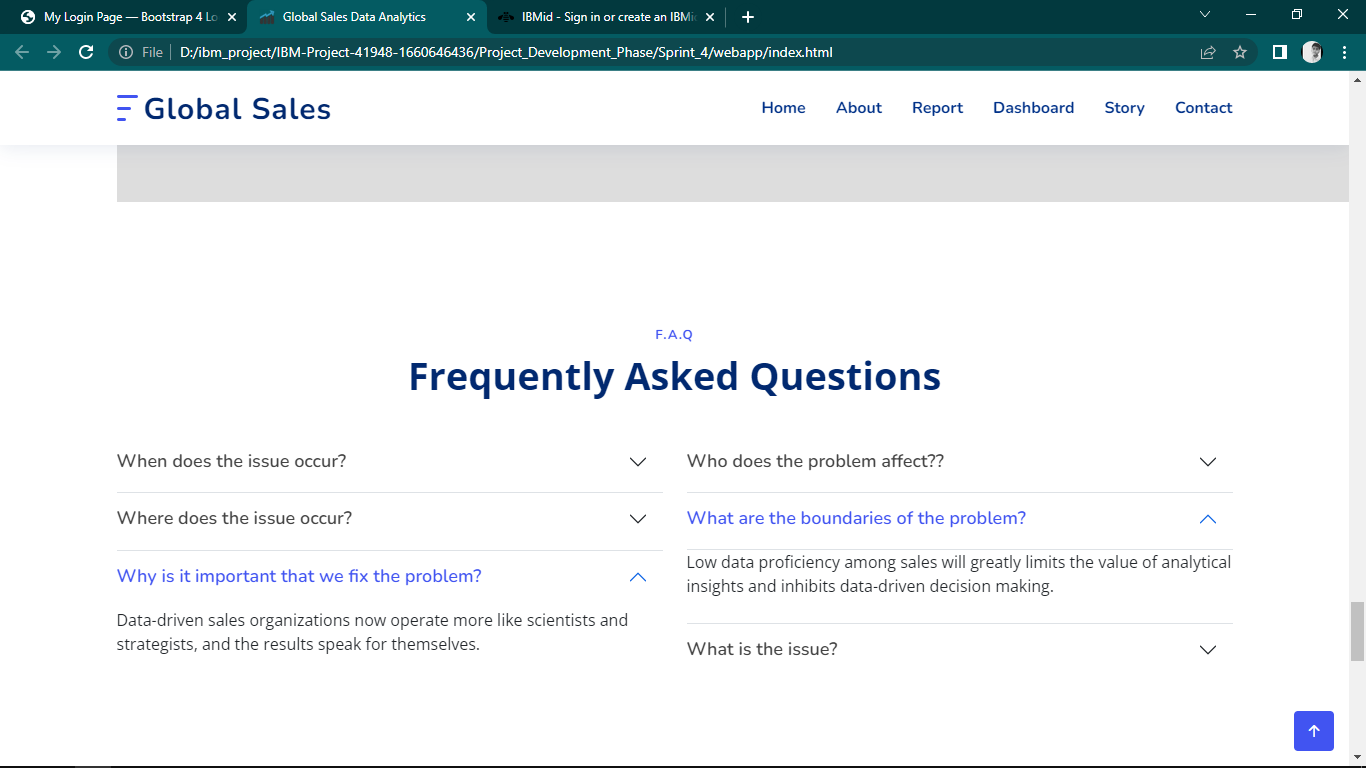 My Login Page — Bootstrap 4 Lo
Global Sales Data Analytics
IBMid - Sign in or create an IBMi
File
D:/ibm_project/IBM-Project-41948-1660646436/Project_Development_Phase/Sprint_4/webapp/index.html
Global Sales
Home About Report Dashboard Story Contact
F.A.Q
Frequently Asked Questions
When does the issue occur?
Where does the issue occur?
Why is it important that we fix the problem?
Data-driven sales organizations now operate more like scientists and
strategists, and the results speak for themselves.
Who does the problem affect??
What are the boundaries of the problem?
Low data proficiency among sales will greatly limits the value of analytical
insights and inhibits data-driven decision making.
What is the issue?